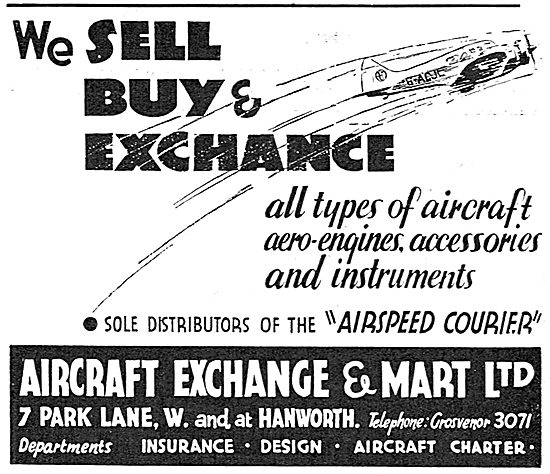 We SELL
BUY &
EXCHANGE
all types of aircraft
aero-engines, accessories
and instruments
● SOLE DISTRIBUTORS OF THE "AIRSPEED COURIER"
AIRCRAFT EXCHANGE & MART LTD
7 PARK LANE, W. and at HANWORTH. Telephone: Grosvenor 3071
Departments INSURANCE · DESIGN · AIRCRAFT CHARTER ·